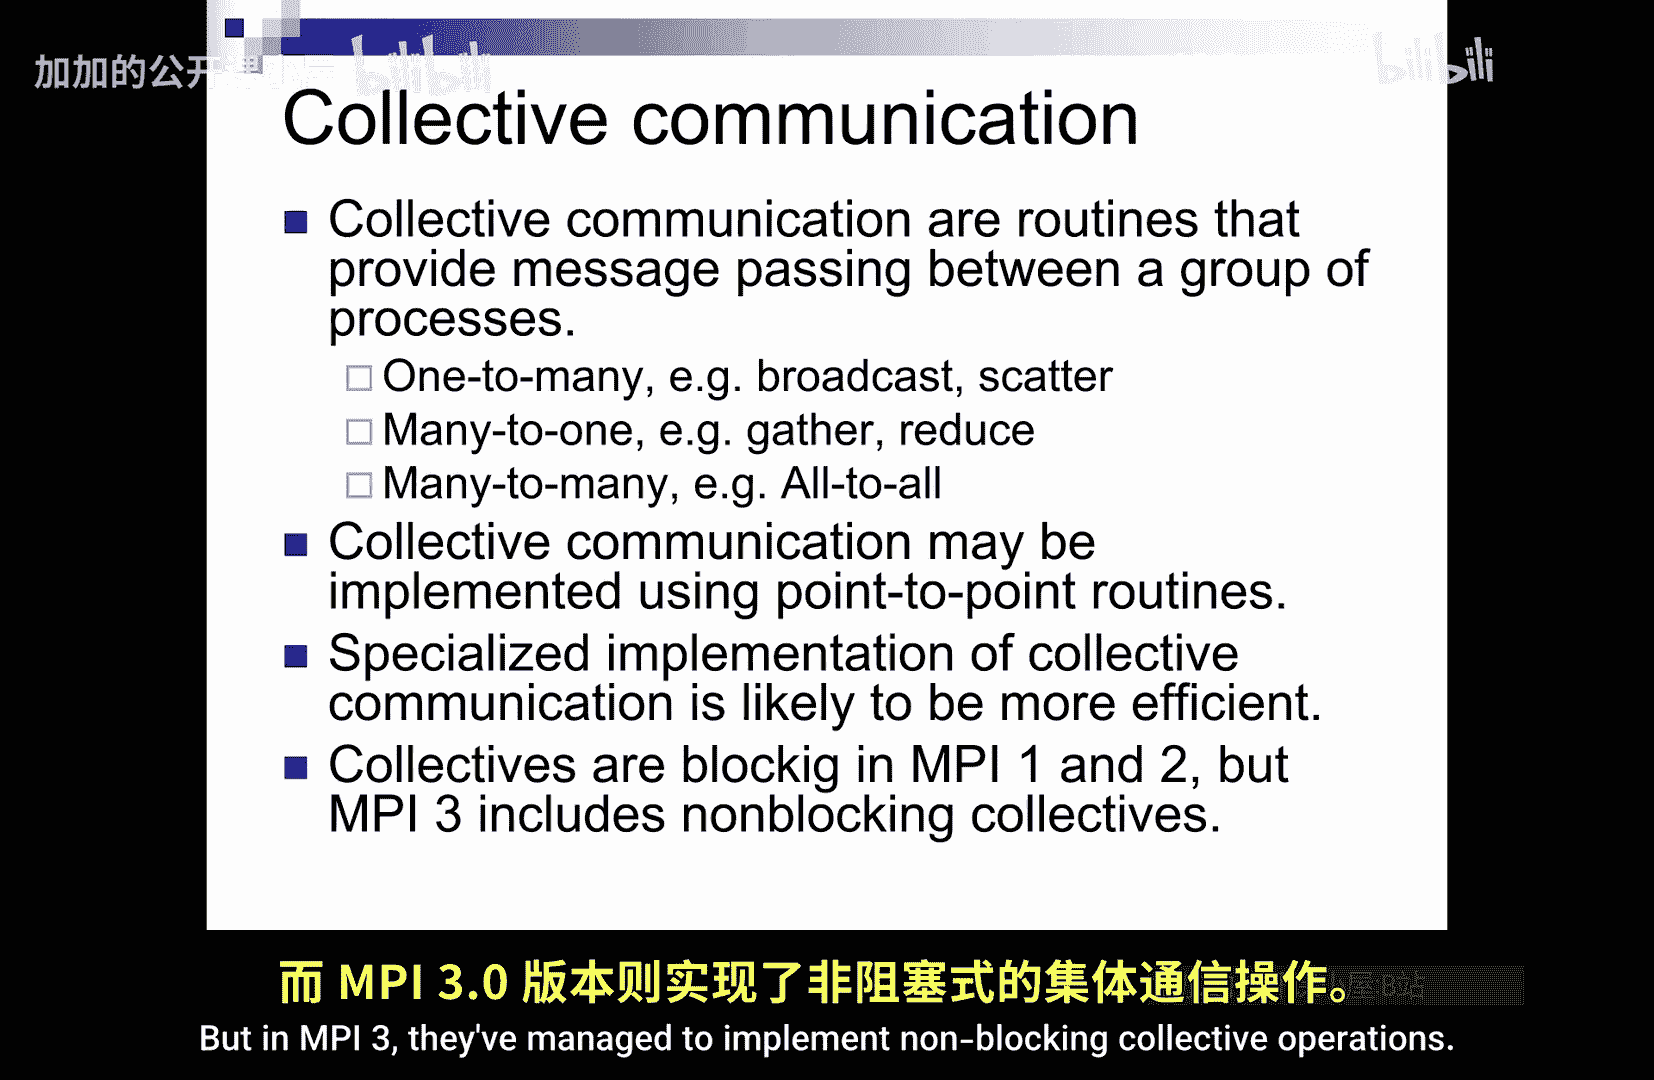 加加的公开
bilibili
bilibili
Collective communication
Collective communication are routines that
provide message passing between a group of
processes.
One-to-many, e.g. broadcast, scatter
Many-to-one, e.g. gather, reduce
Many-to-many, e.g. All-to-all
Collective communication may be
implemented using point-to-point routines.
Specialized implementation of collective
communication is likely to be more efficient.
Collectives are blockig in MPI 1 and 2, but
MPI 3 includes nonblocking collectives.
而 MPI 3.0 版本则实现了非阻塞式的集体通信操作。
屋B站
But in MPI 3, they've managed to implement non-blocking collective operations.